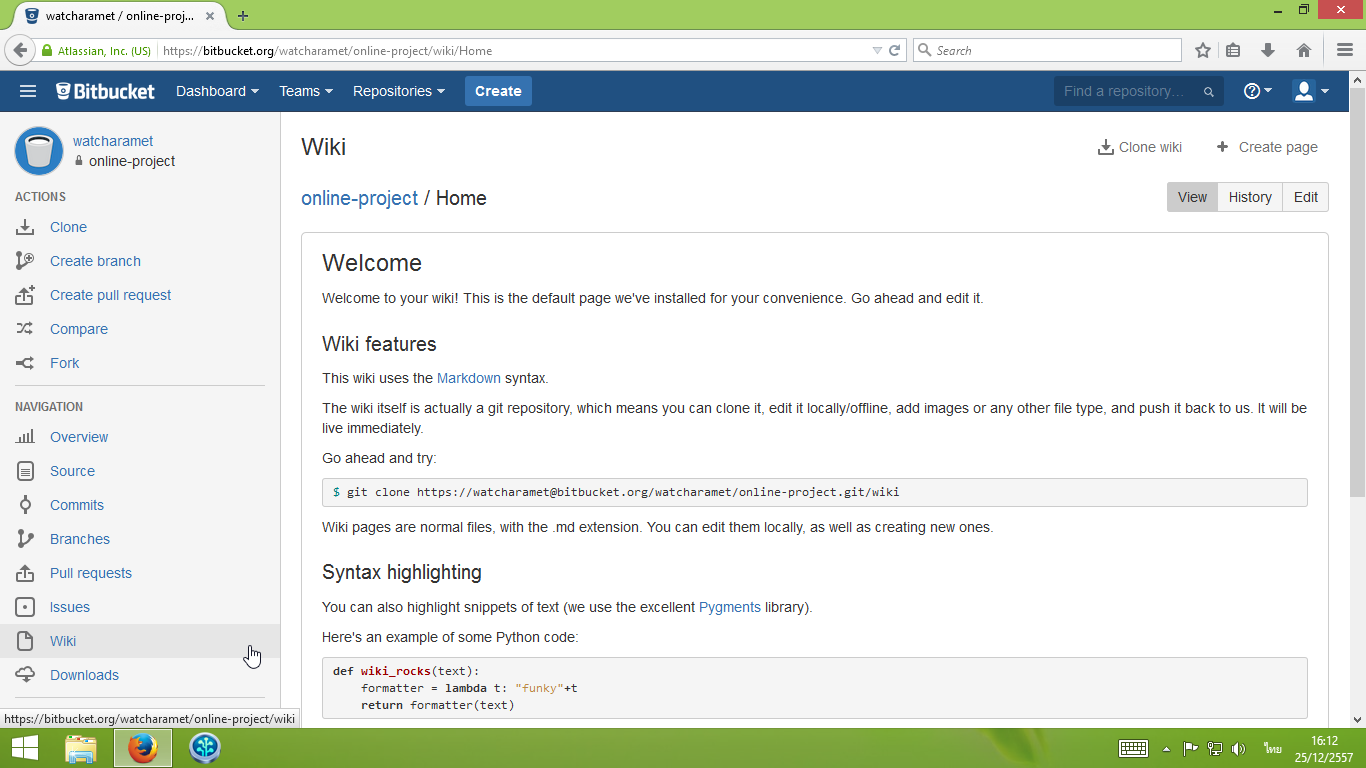 watcharamet / online-proj...
Atlassian, Inc. (US) https://bitbucket.org/watcharamet/online-project/wiki/Home
Search
Bitbucket Dashboard Teams Repositories Create
Find a repository...
watcharamet
online-project
ACTIONS
Clone
Create branch
Create pull request
Compare
Fork
NAVIGATION
Overview
Source
Commits
Branches
Pull requests
Issues
Wiki
Downloads
https://bitbucket.org/watcharamet/online-project/wiki
Wiki
Clone wiki
Create page
online-project / Home
View History Edit
Welcome
Welcome to your wiki! This is the default page we've installed for your convenience. Go ahead and edit it.
Wiki features
This wiki uses the Markdown syntax.
The wiki itself is actually a git repository, which means you can clone it, edit it locally/offline, add images or any other file type, and push it back to us. It will be
live immediately.
Go ahead and try:
$ git clone https://watcharamet@bitbucket.org/watcharamet/online-project.git/wiki
Wiki pages are normal files, with the .md extension. You can edit them locally, as well as creating new ones.
Syntax highlighting
You can also highlight snippets of text (we use the excellent Pygments library).
Here's an example of some Python code:
def wiki_rocks(text):
    formatter = lambda t: "funky"+t
    return formatter(text)
ไทย
16:12
25/12/2557